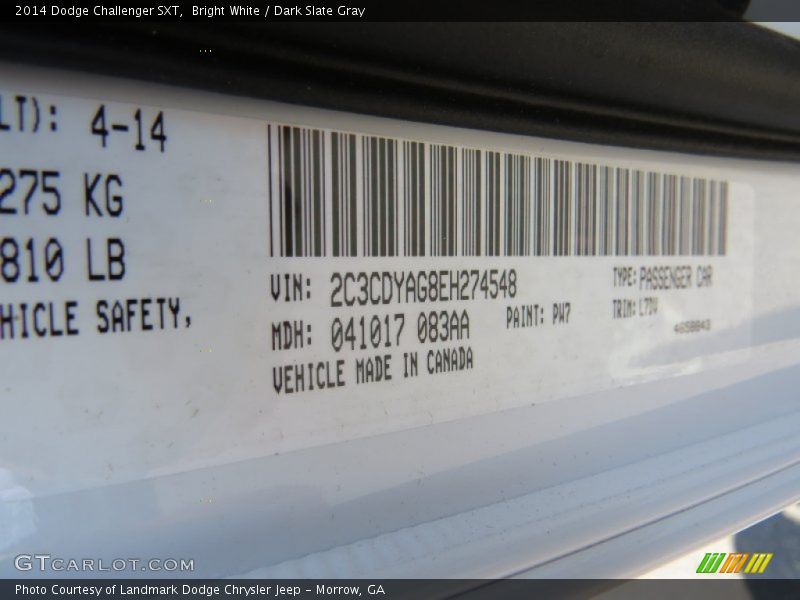 2014 Dodge Challenger SXT,  Bright White / Dark Slate Gray
LT): 4-14
275 KG
810 LB
HICLE SAFETY,
VIN: 2C3CDYAG8EH274548
TYPE: PASSENGER CAR
MDH: 041017 083AA
PAINT: PW7
TRIM:
VEHICLE MADE IN CANADA
GTCARLOT.COM
Photo Courtesy of Landmark Dodge Chrysler Jeep - Morrow, GA